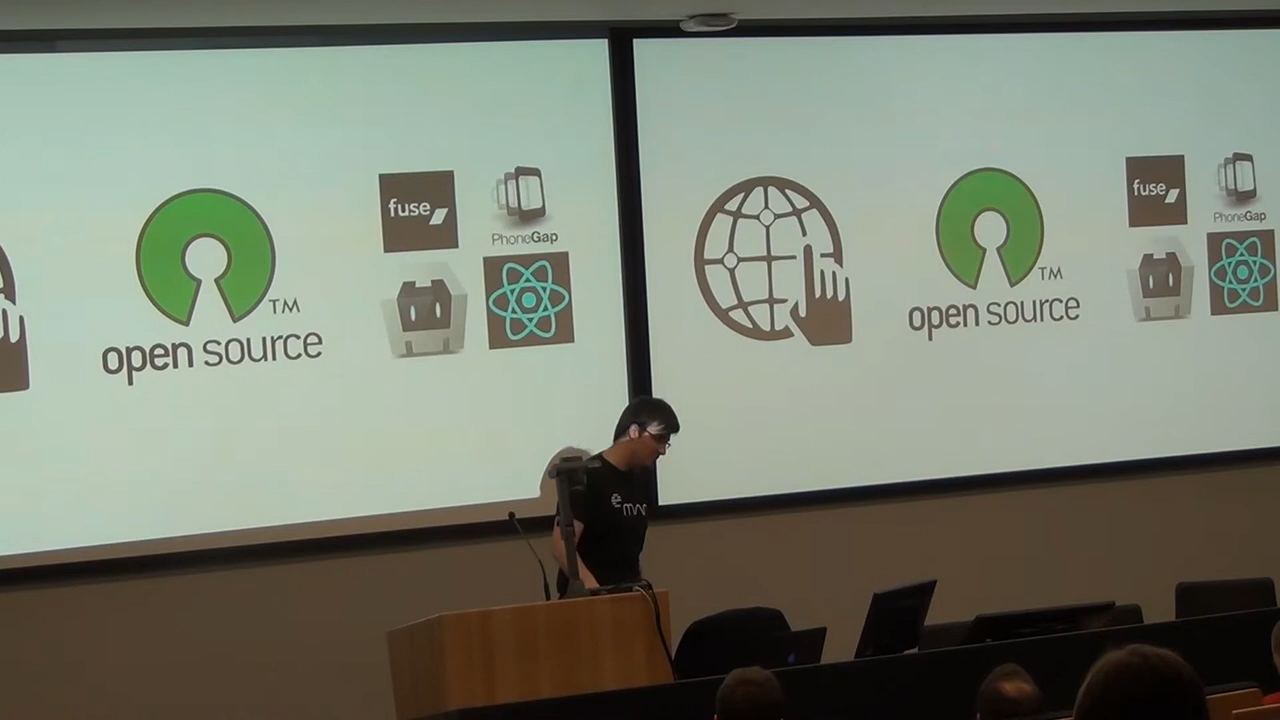 fuse
PhoneGap
TM
open source
fuse
PhoneGap
TM
open source